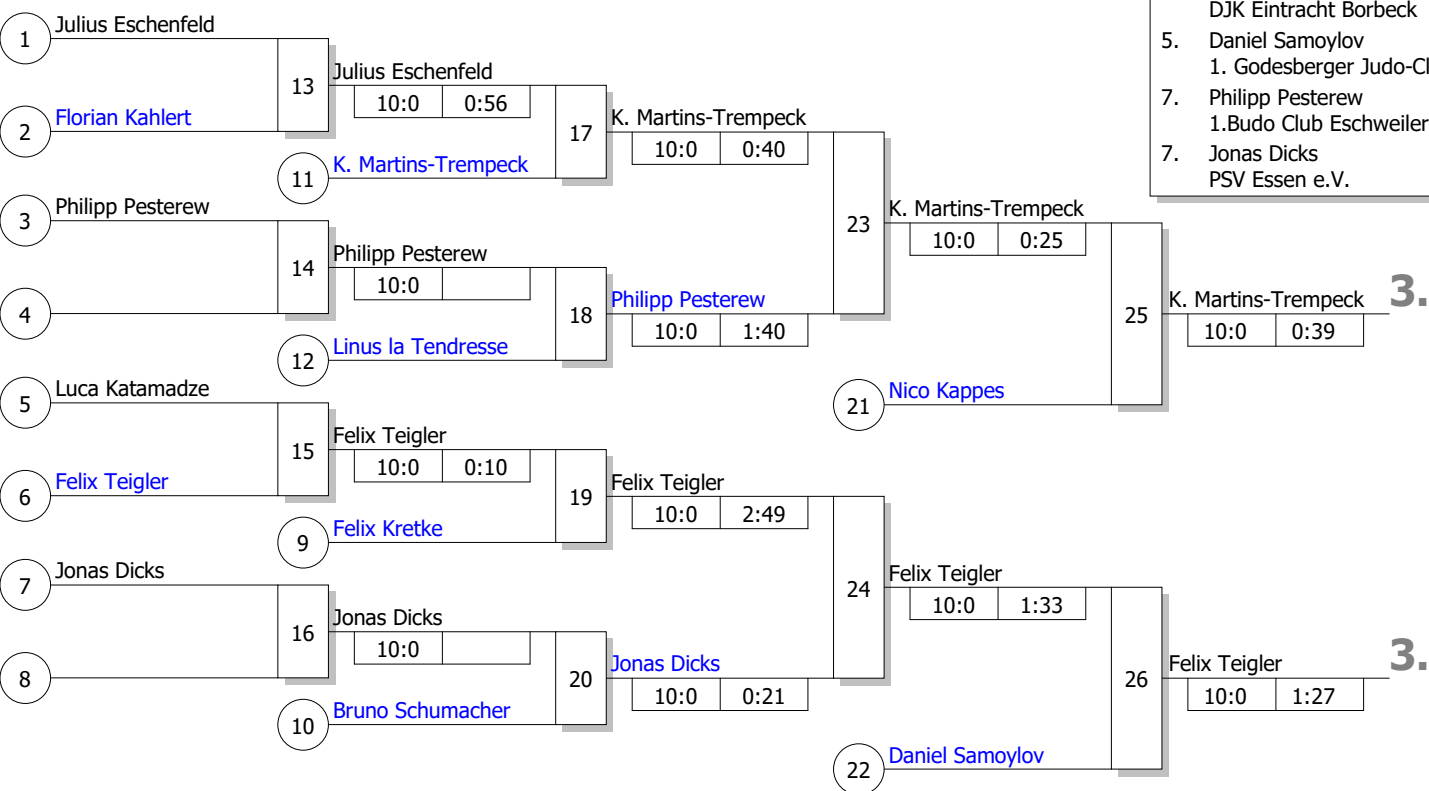 1
Julius Eschenfeld
2
Florian Kahlert
13
Julius Eschenfeld
10:0 0:56
11
K. Martins-Trempeck
17
K. Martins-Trempeck
10:0 0:40
3
Philipp Pesterew
4
14
Philipp Pesterew
10:0
12
Linus la Tendresse
18
Philipp Pesterew
10:0 1:40
23
K. Martins-Trempeck
10:0 0:25
21
Nico Kappes
25
K. Martins-Trempeck
10:0 0:39
3.
5
Luca Katamadze
6
Felix Teigler
15
Felix Teigler
10:0 0:10
9
Felix Kretke
19
Felix Teigler
10:0 2:49
7
Jonas Dicks
8
16
Jonas Dicks
10:0
10
Bruno Schumacher
20
Jonas Dicks
10:0 0:21
24
Felix Teigler
10:0 1:33
22
Daniel Samoylov
26
Felix Teigler
10:0 1:27
3.
DJK Eintracht Borbeck
5. Daniel Samoylov
1. Godesberger Judo-Cl
7. Philipp Pesterew
1.Budo Club Eschweiler
7. Jonas Dicks
PSV Essen e.V.